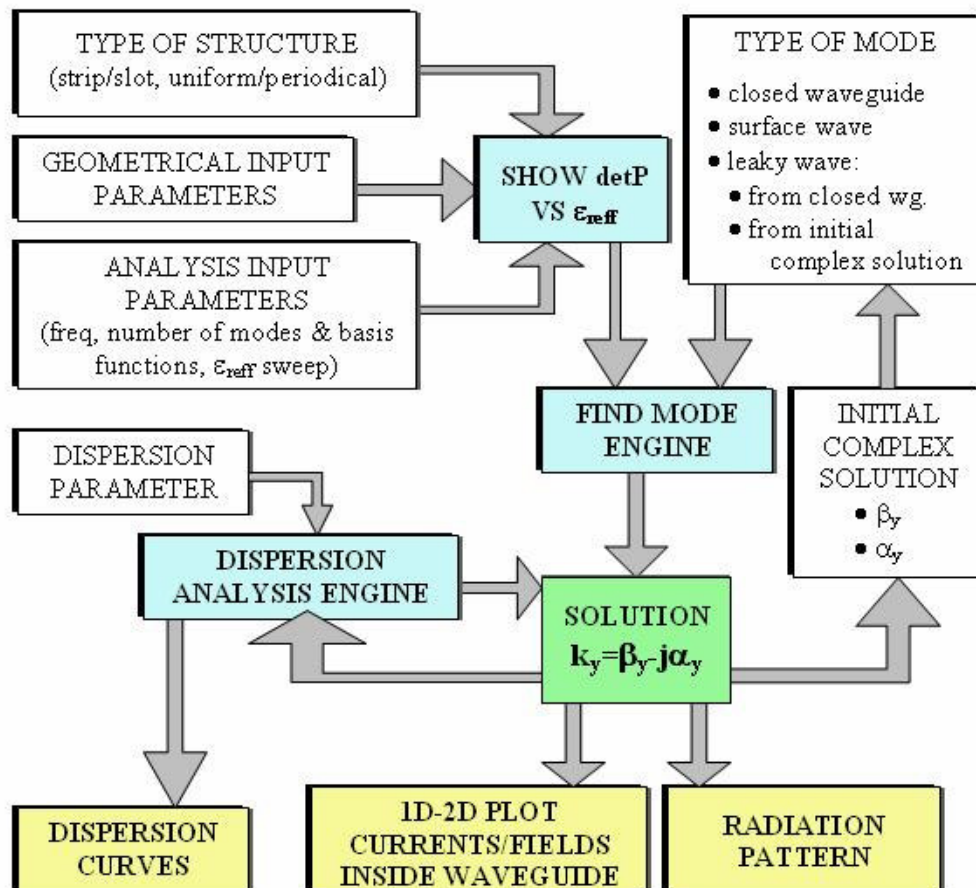 TYPE OF STRUCTURE
(strip/slot, uniform/periodical)
GEOMETRICAL INPUT
PARAMETERS
ANALYSIS INPUT
PARAMETERS
(freq, number of modes & basis
functions, εreff sweep)
SHOW detP
VS εreff
TYPE OF MODE
• closed waveguide
• surface wave
• leaky wave:
• from closed wg.
• from initial
complex solution
FIND MODE
ENGINE
INITIAL
COMPLEX
SOLUTION
• βy
• αy
DISPERSION
PARAMETER
DISPERSION
ANALYSIS ENGINE
SOLUTION
ky=βy-jαy
DISPERSION
CURVES
1D-2D PLOT
CURRENTS/FIELDS
INSIDE WAVEGUIDE
RADIATION
PATTERN